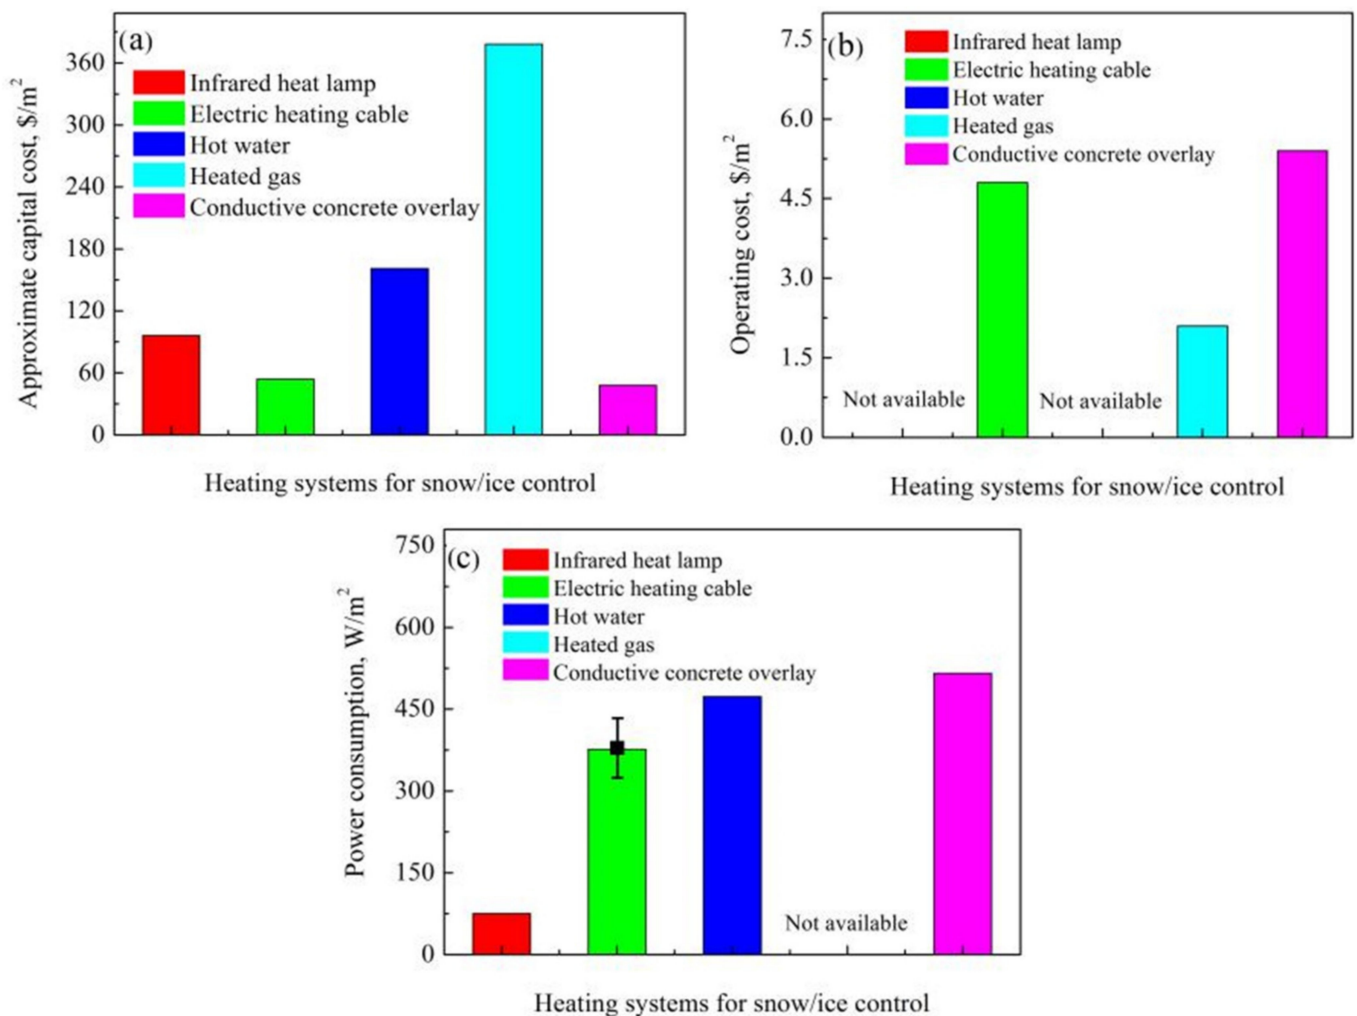 (a)
Approximate capital cost, $/m²
360
300
240
180
120
60
0
Infrared heat lamp
Electric heating cable
Hot water
Heated gas
Conductive concrete overlay
Heating systems for snow/ice control
(b)
Operating cost, $/m²
7.5
6.0
4.5
3.0
1.5
0.0
Infrared heat lamp
Electric heating cable
Hot water
Heated gas
Conductive concrete overlay
Not available
Not available
Heating systems for snow/ice control
(c)
Power consumption, W/m²
750
600
450
300
150
0
Infrared heat lamp
Electric heating cable
Hot water
Heated gas
Conductive concrete overlay
Not available
Heating systems for snow/ice control